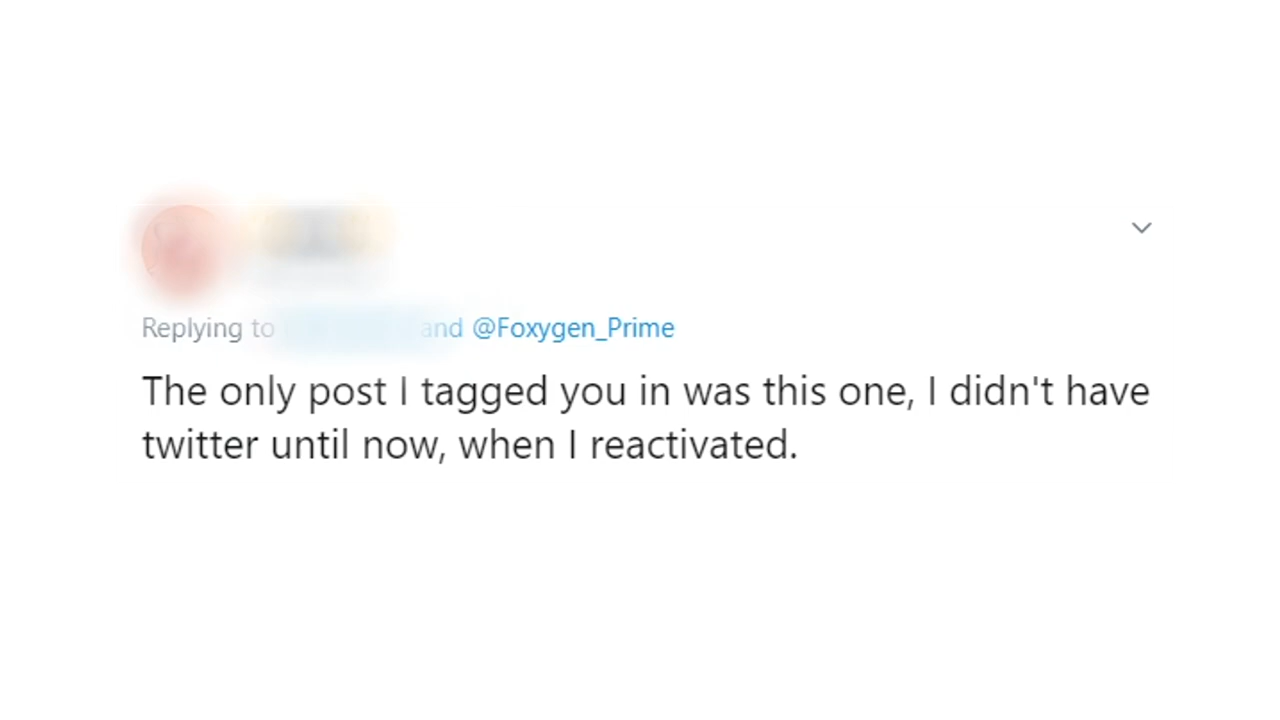 Replying to and @Foxygen_Prime
The only post I tagged you in was this one, I didn't have
twitter until now, when I reactivated.